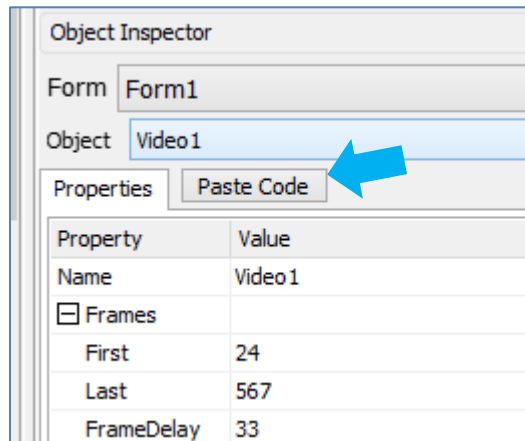 Object Inspector
Form Form1
Object Video1
Properties Paste Code
Property Value
Name Video1
Frames
First 24
Last 567
FrameDelay 33